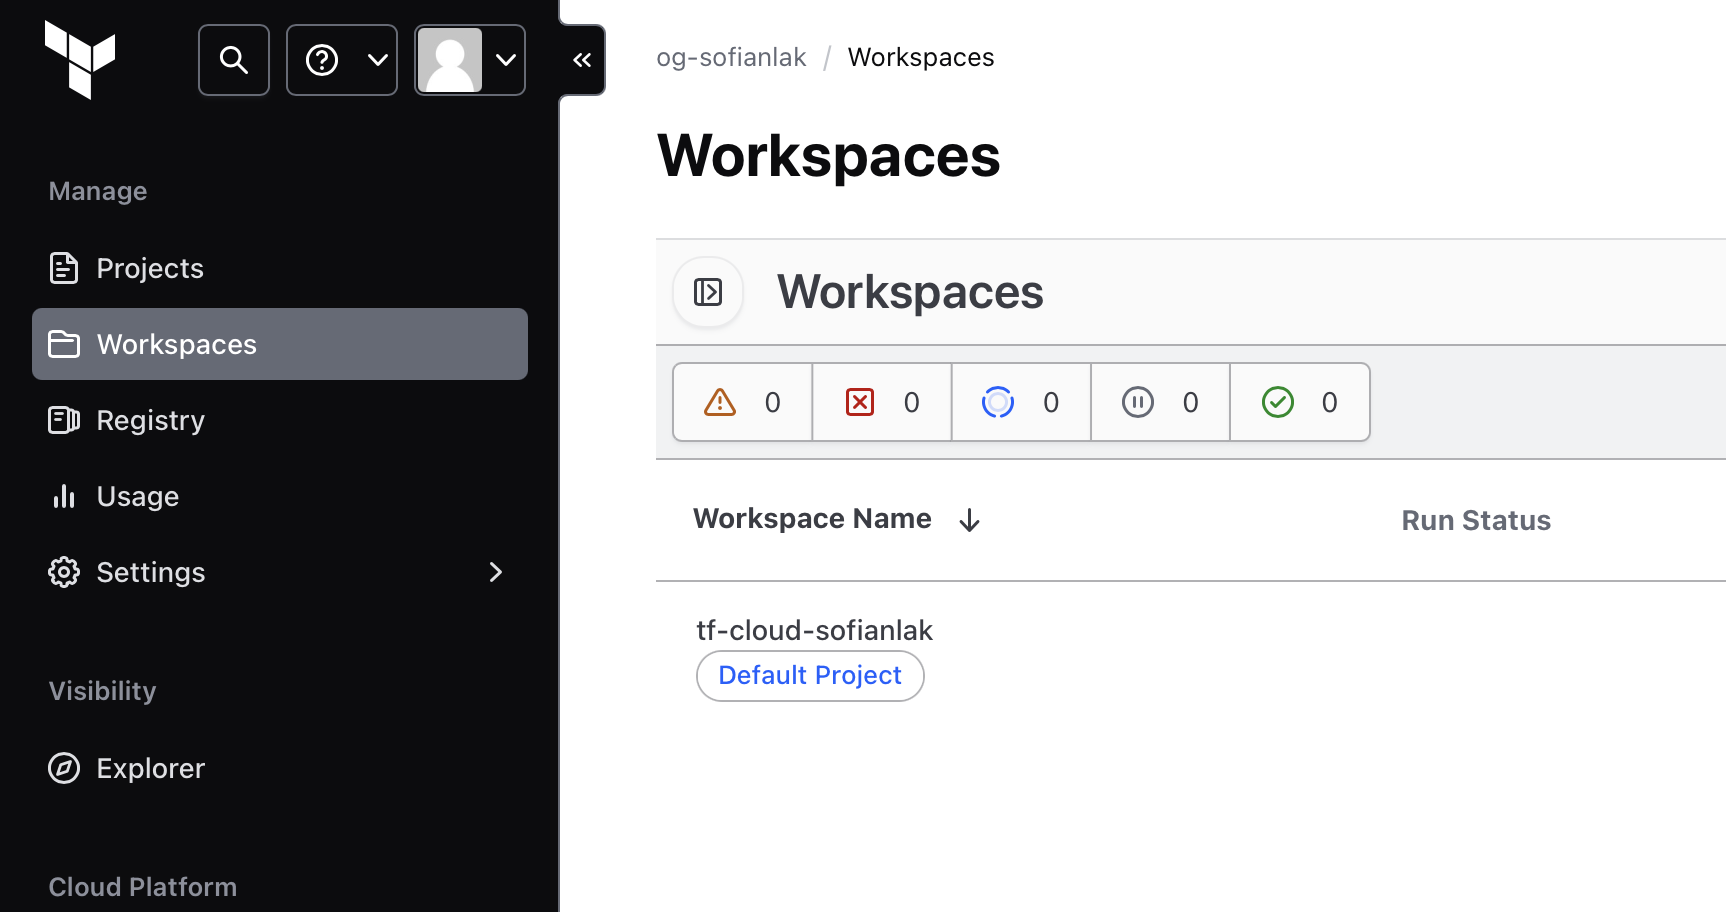 Manage
Projects
Workspaces
Registry
Usage
Settings
Visibility
Explorer
Cloud Platform
og-sofianlak / Workspaces
Workspaces
Workspaces
0 0 0 0 0
Workspace Name Run Status
tf-cloud-sofianlak
Default Project